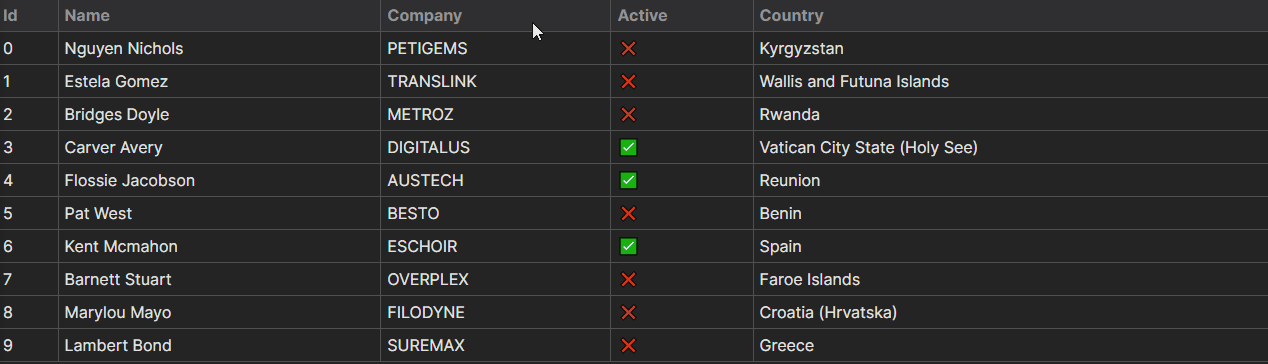 Id Name Company Active Country
0 Nguyen Nichols PETIGEMS ❌ Kyrgyzstan
1 Estela Gomez TRANSLINK ❌ Wallis and Futuna Islands
2 Bridges Doyle METROZ ❌ Rwanda
3 Carver Avery DIGITALUS ✅ Vatican City State (Holy See)
4 Flossie Jacobson AUSTECH ✅ Reunion
5 Pat West BESTO ❌ Benin
6 Kent Mcmahon ESCHOIR ✅ Spain
7 Barnett Stuart OVERPLEX ❌ Faroe Islands
8 Marylou Mayo FILODYNE ❌ Croatia (Hrvatska)
9 Lambert Bond SUREMAX ❌ Greece